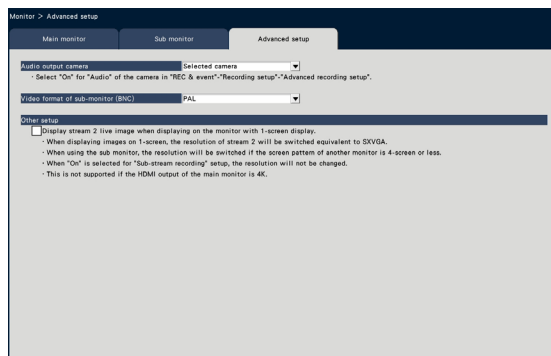 Monitor > Advanced setup
Main monitor Sub monitor Advanced setup
Audio output camera Selected camera
・Select "On" for "Audio" of the camera in "REC & event"-"Recording setup"-"Advanced recording setup".
Video format of sub-monitor (BNC) PAL
Other setup
Display stream 2 live image when displaying on the monitor with 1-screen display.
・When displaying images on 1-screen, the resolution of stream 2 will be switched equivalent to SXVGA.
・When using the sub monitor, the resolution will be switched if the screen pattern of another monitor is 4-screen or less.
・When "On" is selected for "Sub-stream recording" setup, the resolution will not be changed.
・This is not supported if the HDMI output of the main monitor is 4K.